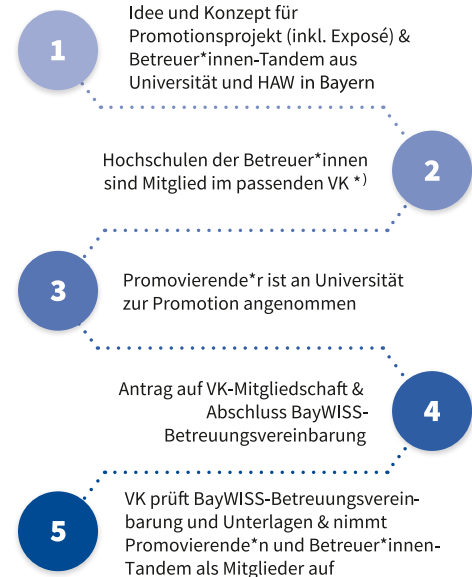 1
Idee und Konzept für
Promotionsprojekt (inkl. Exposé) &
Betreuer*innen-Tandem aus
Universität und HAW in Bayern
Hochschulen der Betreuer*innen
sind Mitglied im passenden VK *)
2
3
Promovierende*r ist an Universität
zur Promotion angenommen
Antrag auf VK-Mitgliedschaft &
Abschluss BayWISS-
Betreuungsvereinbarung
4
5
VK prüft BayWISS-Betreuungsverein-
barung und Unterlagen & nimmt
Promovierende*n und Betreuer*innen-
Tandem als Mitglieder auf